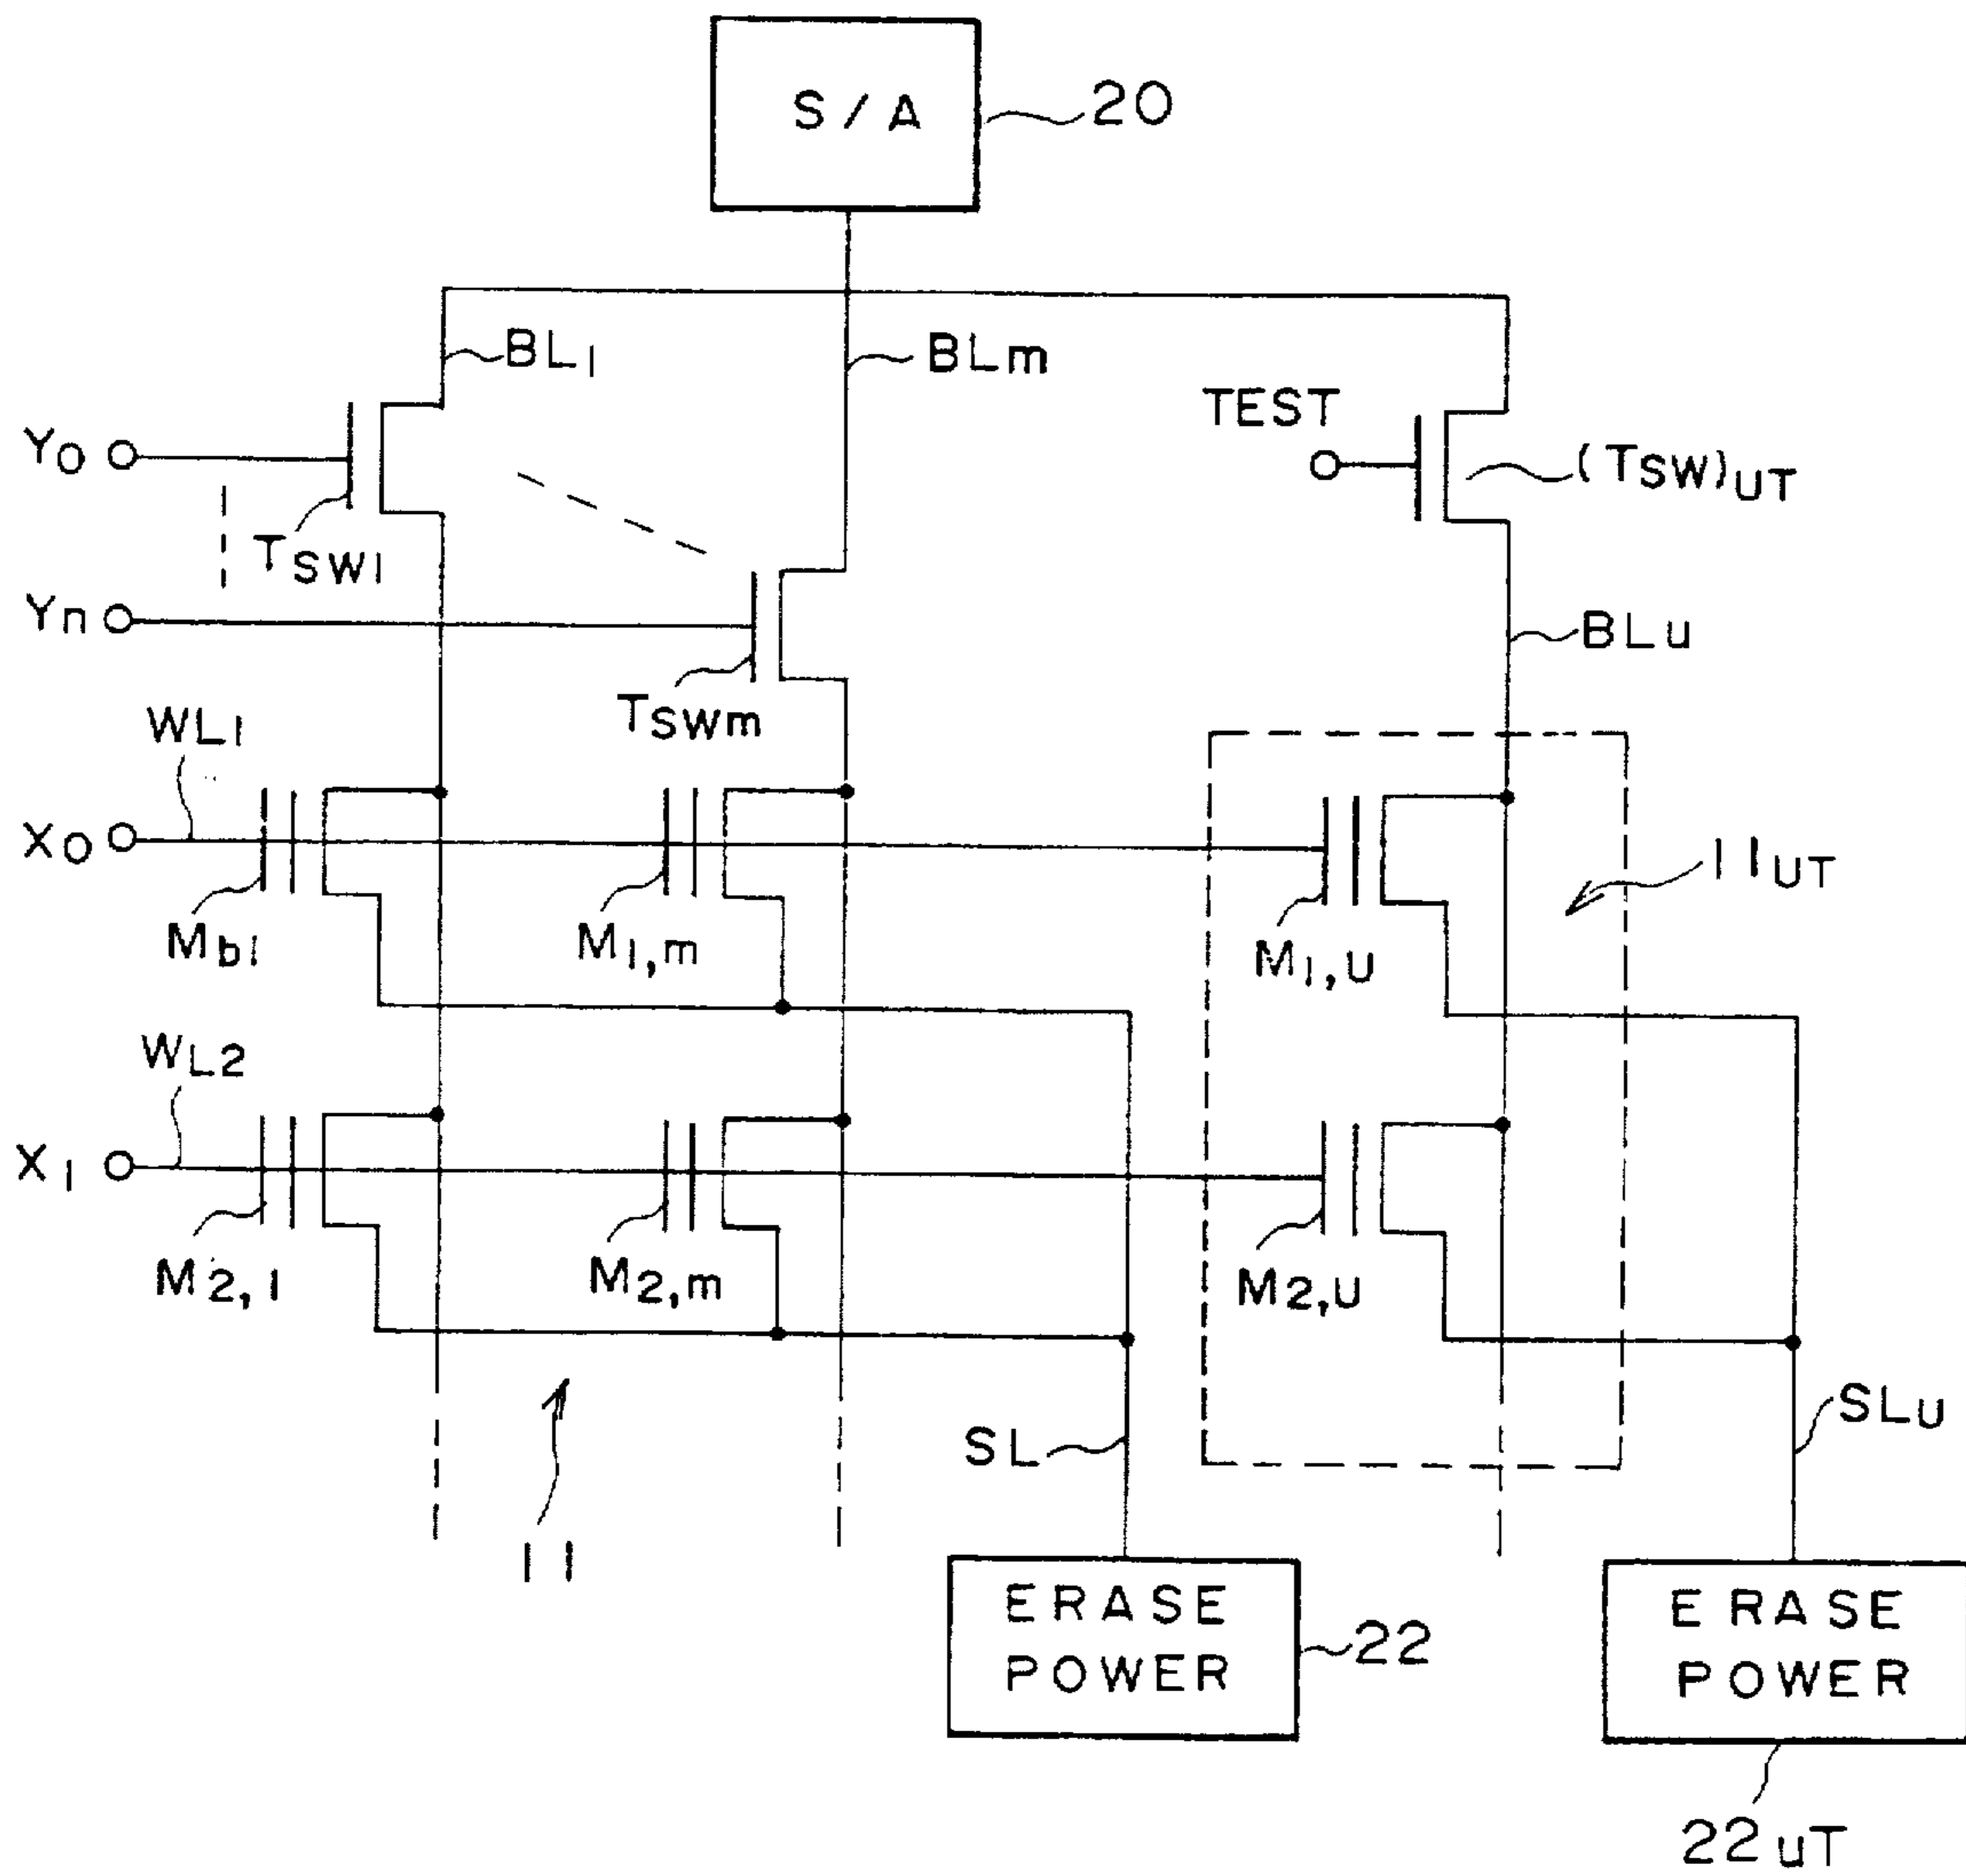 S/A
20
BL1
BLm
TEST
Y0
(TSW)UT
TSW1
Yn
BLu
TSWm
WL1
X0
11UT
Mb1
M1,m
M1,U
WL2
X1
M2,1
M2,m
M2,U
SL
SLU
11
ERASE
POWER
22
ERASE
POWER
22uT